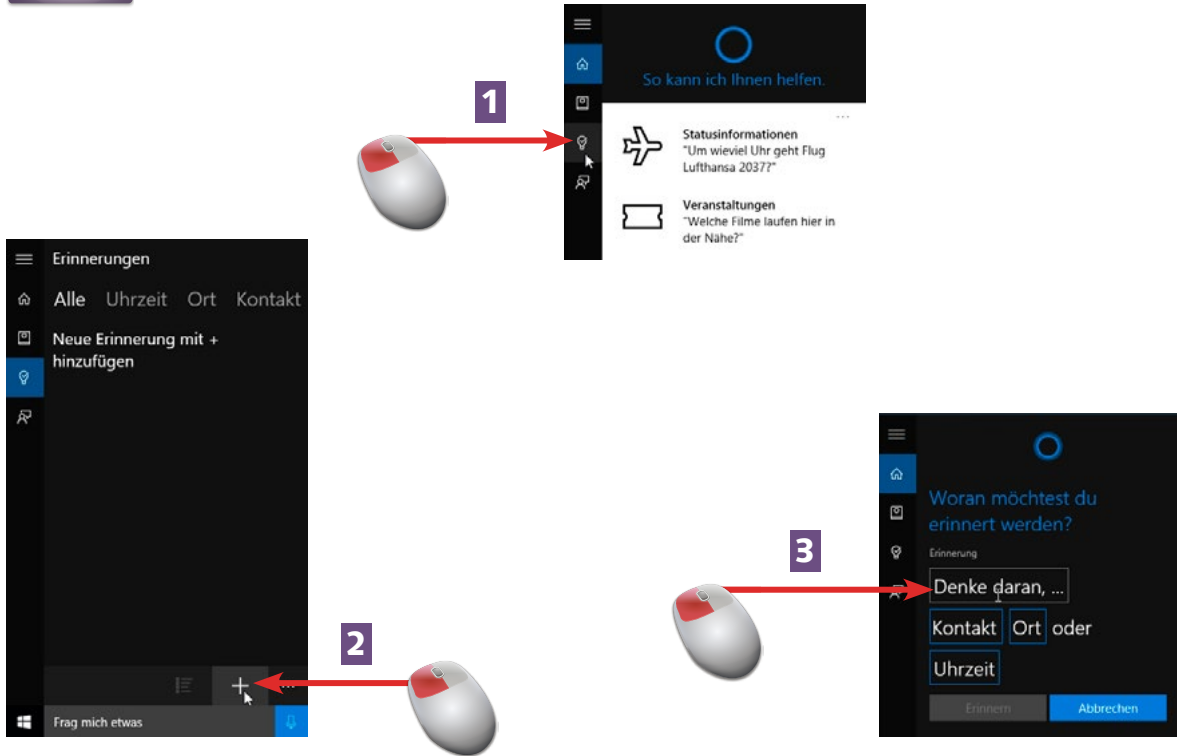 So kann ich Ihnen helfen.
1
...
Statusinformationen
"Um wieviel Uhr geht Flug
Lufthansa 2037?"
Veranstaltungen
"Welche Filme laufen hier in
der Nähe?"
Erinnerungen
Alle Uhrzeit Ort Kontakt
Neue Erinnerung mit +
hinzufügen
2
...
Frag mich etwas
3
Woran möchtest du
erinnert werden?
Erinnerung
Denke daran, ...
Kontakt Ort oder
Uhrzeit
Erinnern Abbrechen